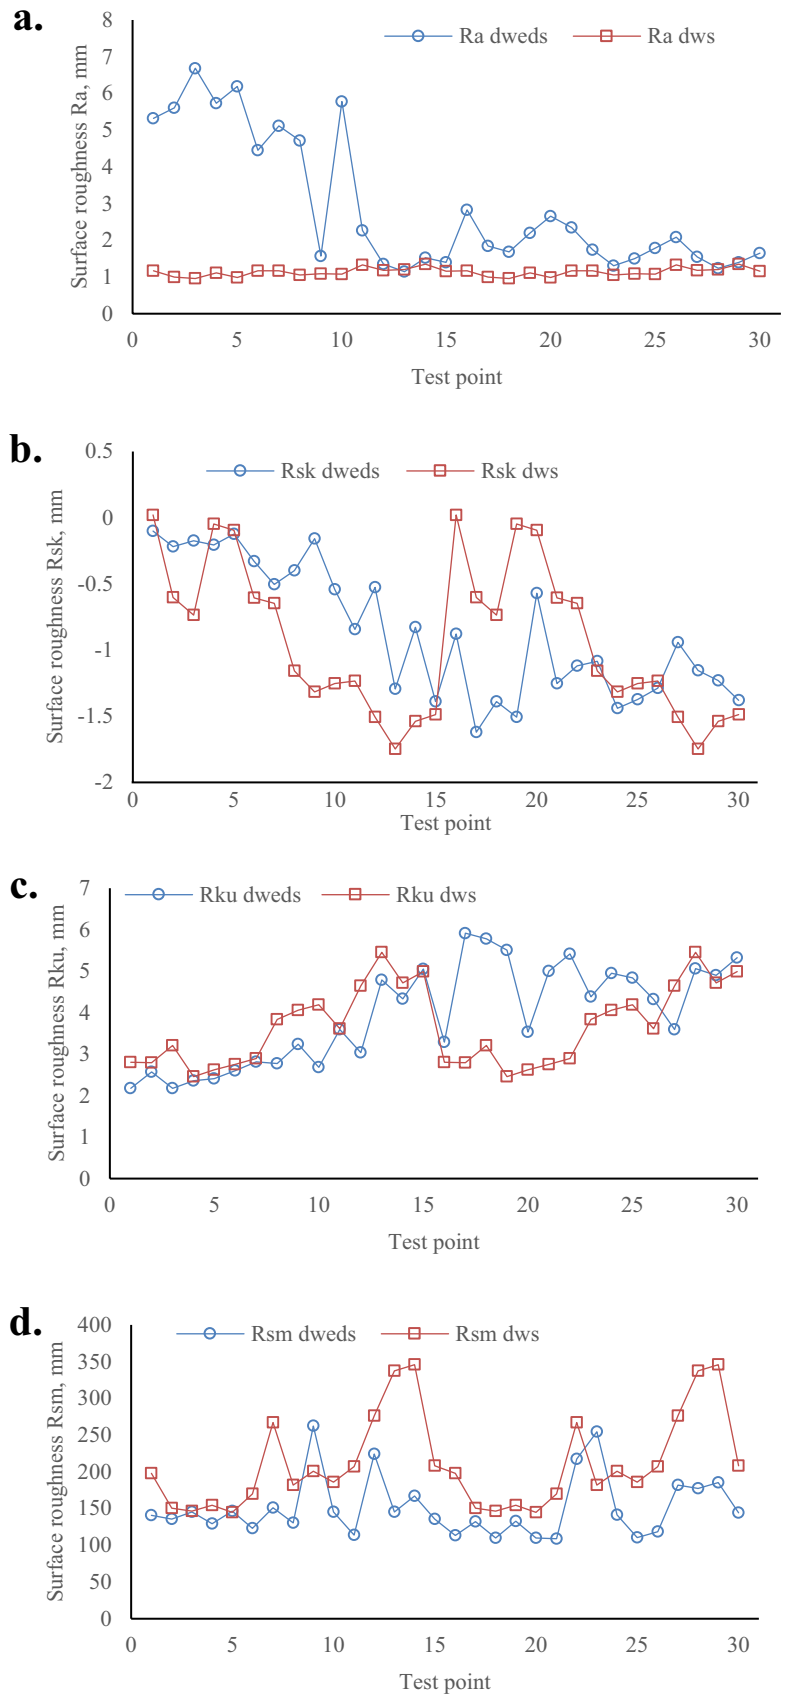 a.
Ra dweds
Ra dws
8
7
6
5
4
3
2
1
0
Surface roughness Ra, mm
0 5 10 15 20 25 30
Test point
b.
Rsk dweds
Rsk dws
0.5
0
-0.5
-1
-1.5
-2
Surface roughness Rsk, mm
0 5 10 15 20 25 30
Test point
c.
Rku dweds
Rku dws
7
6
5
4
3
2
1
0
Surface roughness Rku, mm
0 5 10 15 20 25 30
Test point
d.
Rsm dweds
Rsm dws
400
350
300
250
200
150
100
50
0
Surface roughness Rsm, mm
0 5 10 15 20 25 30
Test point